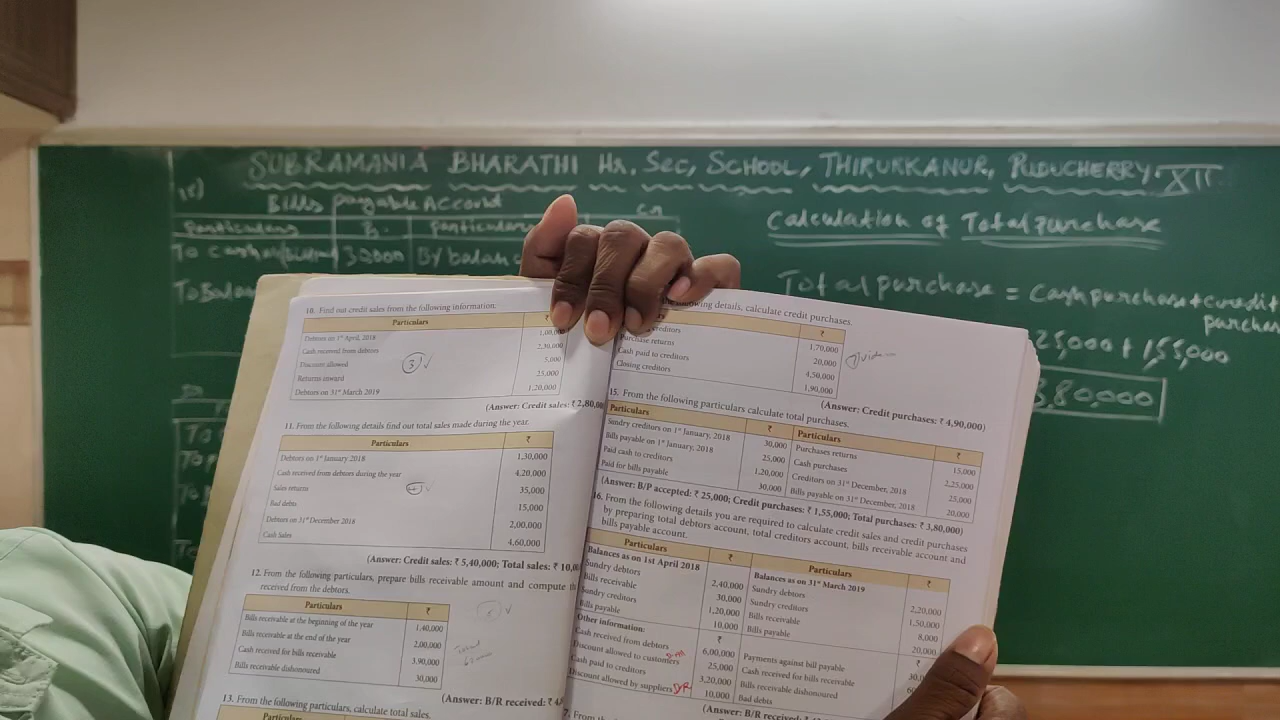 SUBRAMANIA BHARATHI Hr. Sec, SCHOOL, THIRUKKANUR, PUDUCHERRY. XII
15)
Bills payable Account
Cr
Particulars ₹. particulars
30,000 By balan
Calculation of Total purchase
Total purchase = Cash purchase + credit
purchas
25,000 + 1,55,000
3,80,000
10. Find out credit sales from the following information.
Particulars ₹
Debtors on 1st April, 2018 1,00,00
Cash received from debtors 2,30,000
Discount allowed 5,000
Returns inward 25,000
Debtors on 31st March 2019 1,20,000
3
(Answer: Credit sales: ₹ 2,80,00
11. From the following details find out total sales made during the year.
Particulars ₹
Debtors on 1st January 2018 1,30,000
Cash received from debtors during the year 4,20,000
Sales returns 35,000
Bad debts 15,000
Debtors on 31st December 2018 2,00,000
Cash Sales 4,60,000
(Answer: Credit sales: ₹ 5,40,000; Total sales: ₹ 10,0
12. From the following particulars, prepare bills receivable amount and compute th
received from the debtors.
Particulars ₹
Bills receivable at the beginning of the year 1,40,000
Bills receivable at the end of the year 2,00,000
Cash received for bills receivable 3,90,000
Bills receivable dishonoured 30,000
(Answer: B/R received: ₹ 4
13. From the following particulars, calculate total sales.
Particulars ₹
following details, calculate credit purchases.
₹
creditors 1,70,000
Purchase returns 20,000
Cash paid to creditors 4,50,000
Closing creditors 1,90,000
(Answer: Credit purchases: ₹ 4,90,000)
15. From the following particulars calculate total purchases.
Particulars ₹ Particulars ₹
Sundry creditors on 1st January, 2018 30,000 Purchases returns 15,000
Bills payable on 1st January, 2018 25,000 Cash purchases 2,25,000
Paid cash to creditors 1,20,000 Creditors on 31st December, 2018 25,000
Paid for bills payable 30,000 Bills payable on 31st December, 2018 20,000
(Answer: B/P accepted: ₹ 25,000; Credit purchases: ₹ 1,55,000; Total purchases: ₹ 3,80,000)
16. From the following details you are required to calculate credit sales and credit purchases
by preparing total debtors account, total creditors account, bills receivable account and
bills payable account.
Particulars ₹ Particulars ₹
Balances as on 1st April 2018 Balances as on 31st March 2019
Sundry debtors 2,40,000 Sundry debtors 2,20,000
Bills receivable 30,000 Sundry creditors 1,50,000
Sundry creditors 1,20,000 Bills receivable 8,000
Bills payable 10,000 Bills payable 20,000
Other information: ₹
Cash received from debtors 6,00,000 Payments against bill payable 30,0
Discount allowed to customers 25,000 Cash received for bills receivable 60
Cash paid to creditors 3,20,000 Bills receivable dishonoured
Discount allowed by suppliers 10,000 Bad debts
(Answer: B/R received: ₹
7. From th